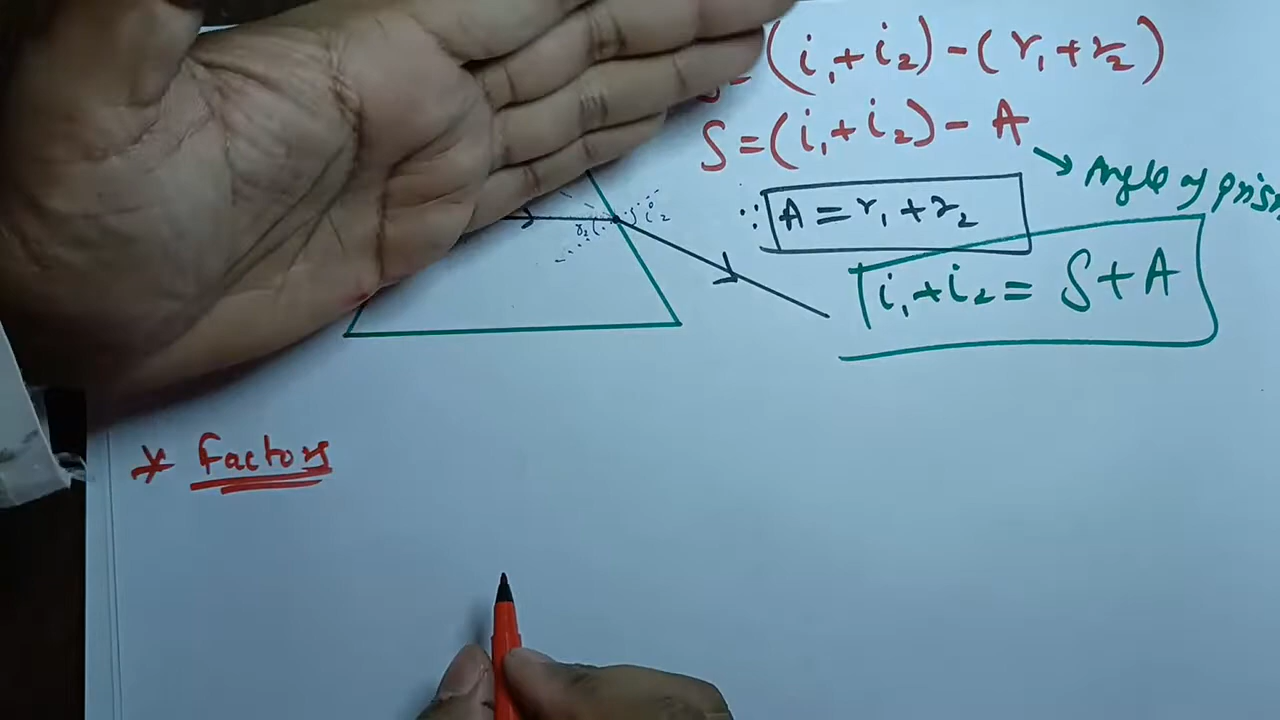 δ = (i₁+i₂) - (r₁+r₂)
δ = (i₁+i₂) - A
→ Angle of prism
∵ A = r₁+r₂
i₁+i₂ = δ+A
r₂
i₂
* Factors